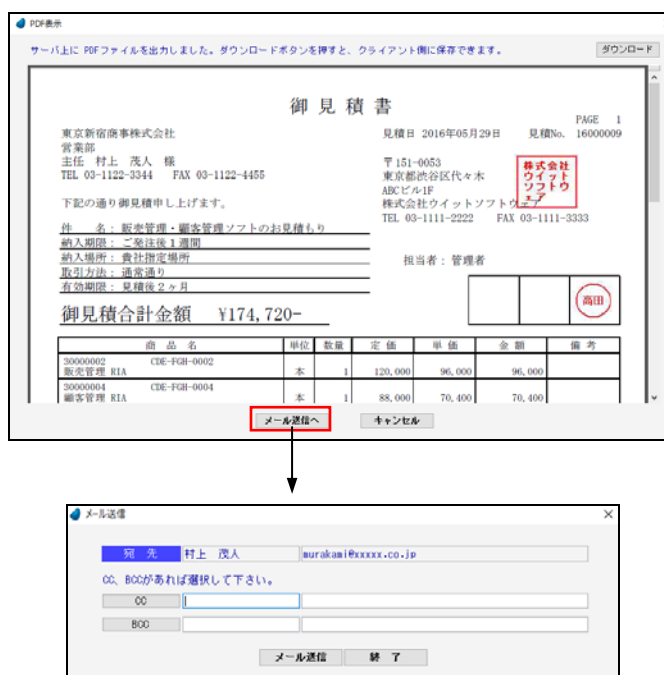 PDF表示
サーバ上に PDFファイルを出力しました。ダウンロードボタンを押すと、クライアント側に保存できます。
ダウンロード
御 見 積 書
PAGE 1
東京新宿商事株式会社
見積日 2016年05月29日 見積No. 16000009
営業部
主任 村上 茂人 様
TEL 03-1122-3344 FAX 03-1122-4455
〒151-0053
東京都渋谷区代々木
ABCビル1F
株式会社ウイットソフトウェア
TEL 03-1111-2222 FAX 03-1111-3333
株式会社
ウイット
ソフトウ
ェア
下記の通り御見積申し上げます。
件 名: 販売管理・顧客管理ソフトのお見積もり
納入期限: ご発注後1週間
納入場所: 貴社指定場所
取引方法: 通常通り
有効期限: 見積後2ヶ月
担当者: 管理者
高田
御見積合計金額 ¥174,720−
商 品 名 単位 数量 定 価 単 価 金 額 備 考
30000002 CDE-FGH-0002
販売管理 RIA 本 1 120,000 96,000 96,000
30000004 CDE-FGH-0004
顧客管理 RIA 本 1 88,000 70,400 70,400
メール送信へ キャンセル
メール送信
宛 先 村上 茂人 murakami@xxxxx.co.jp
CC、BCCがあれば選択して下さい。
CC
BCC
メール送信 終 了